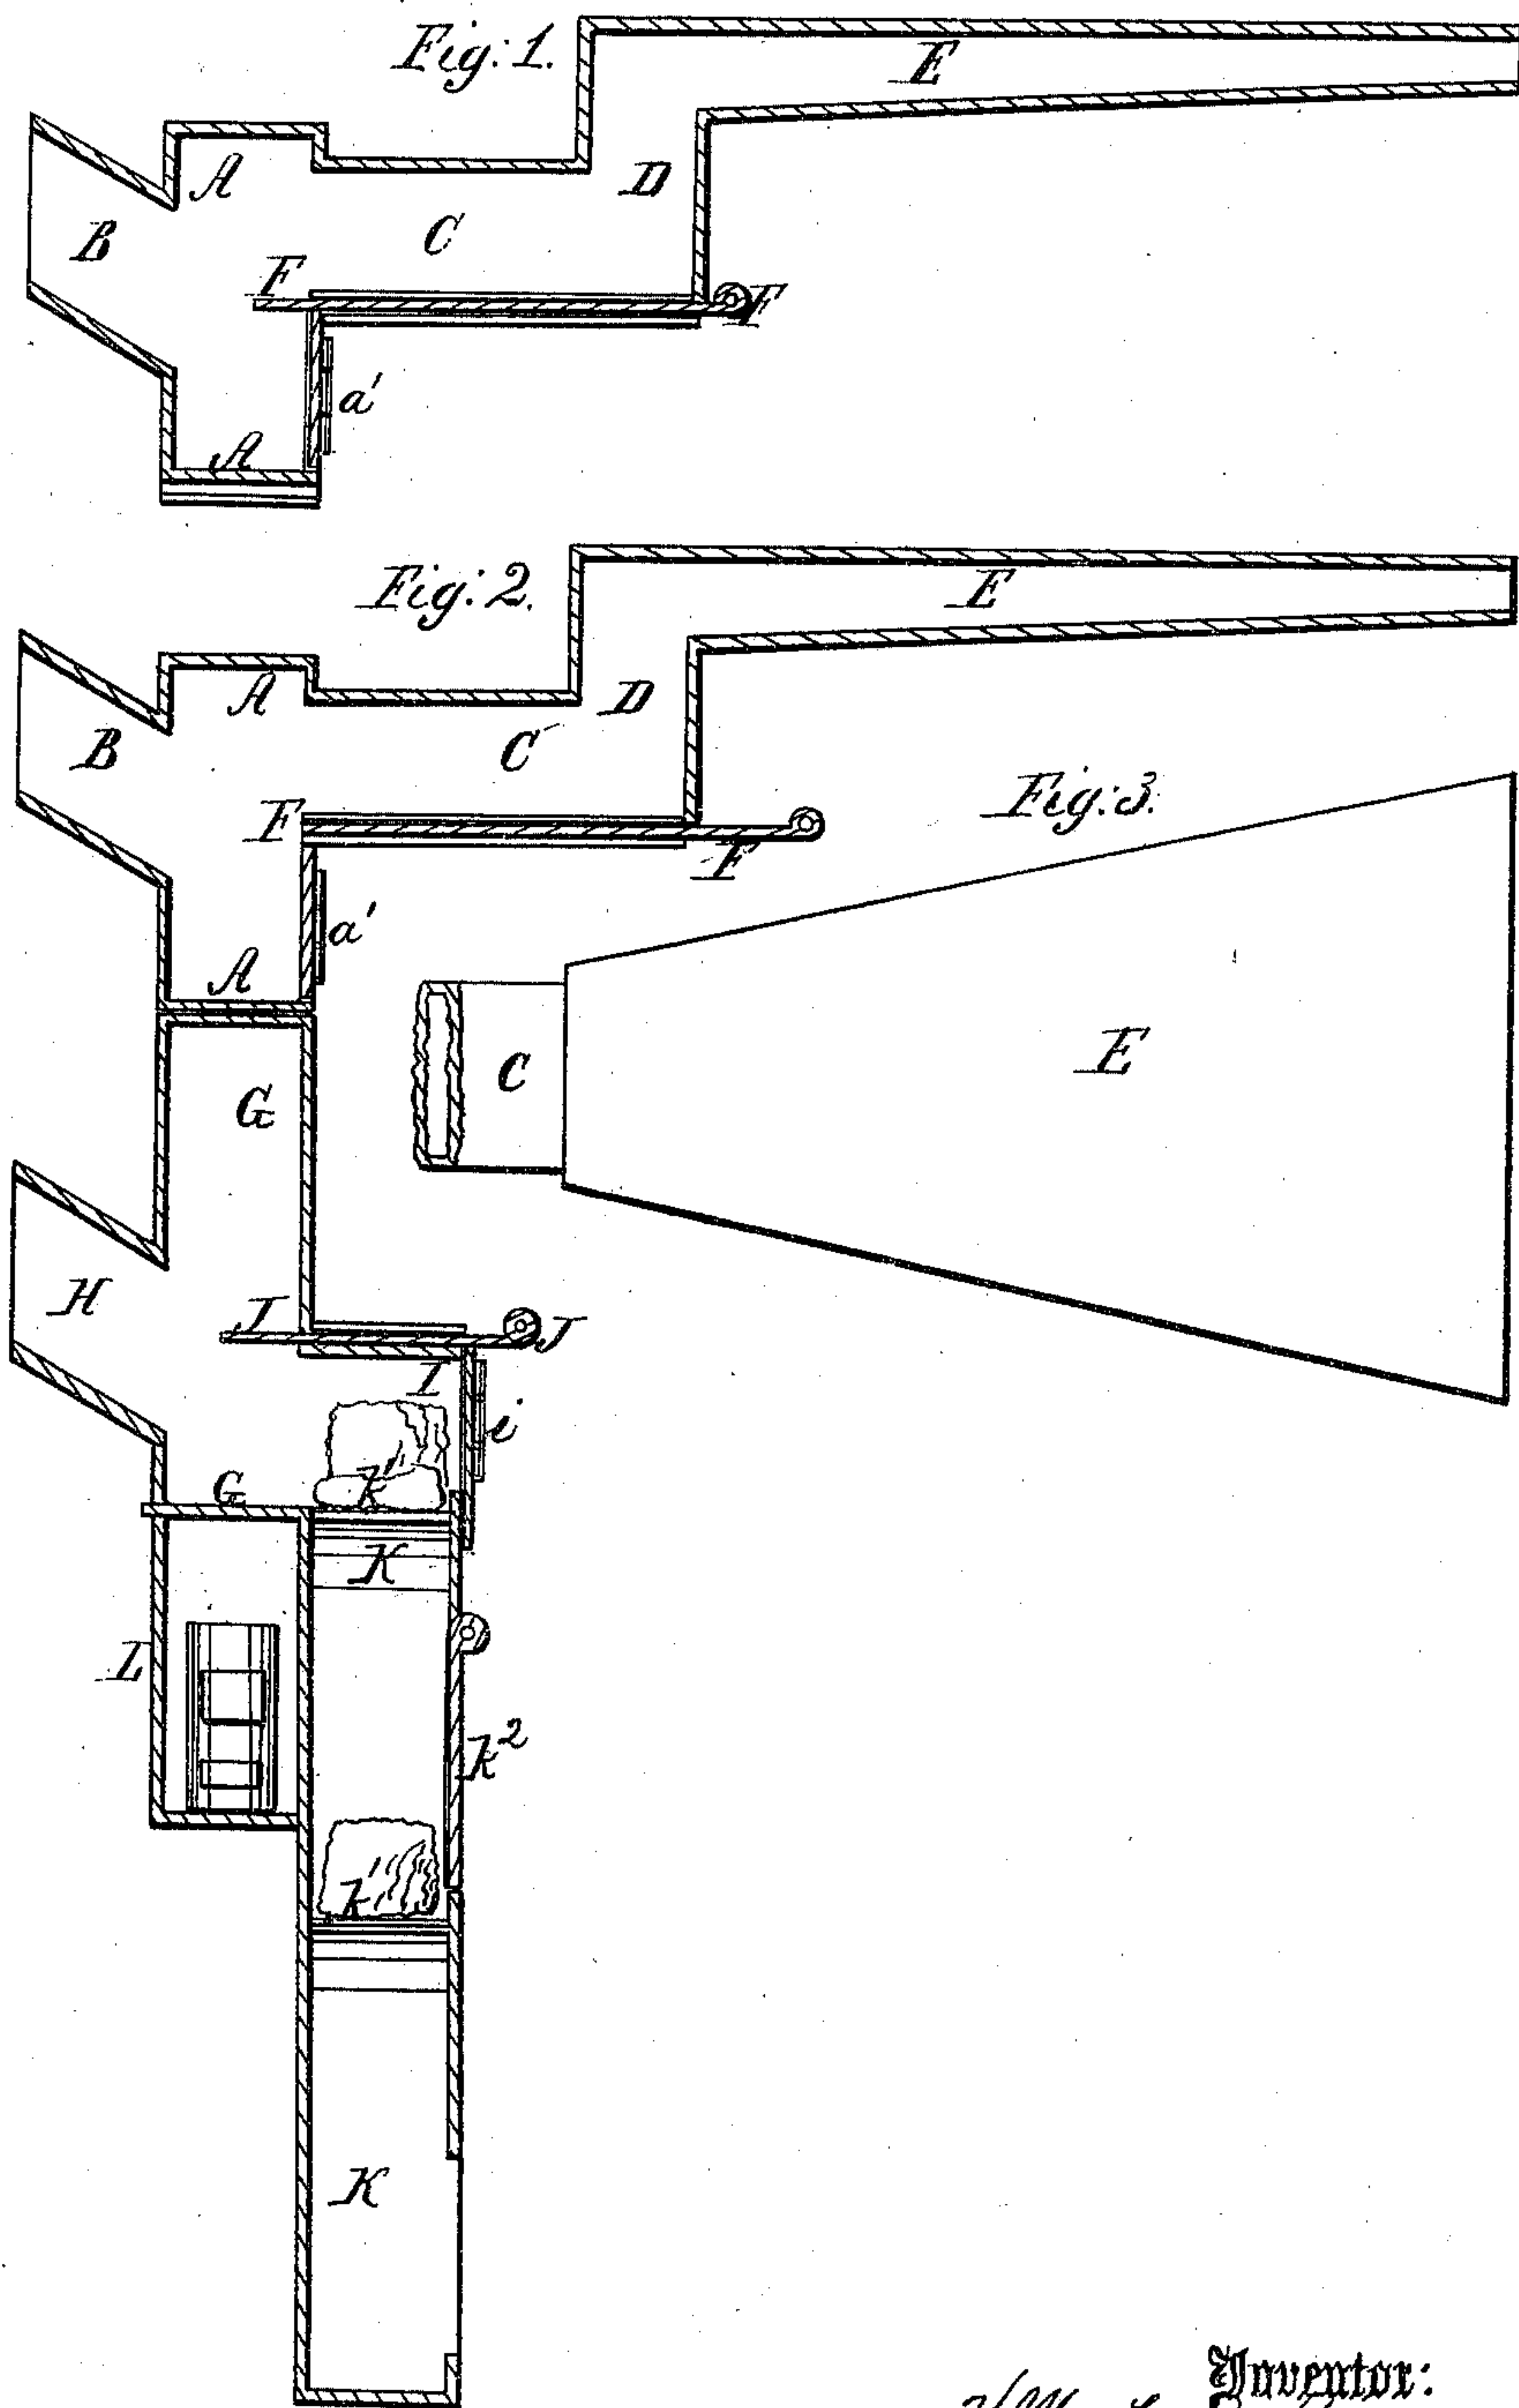 Fig: 1.
E
A
D
B
C
F
F
a'
A
Fig: 2.
E
A
D
B
C
Fig: 3.
F
F
a'
A
C
E
G
H
J
J
I
i
k'
G
K
L
k²
k'
K
Inventor: